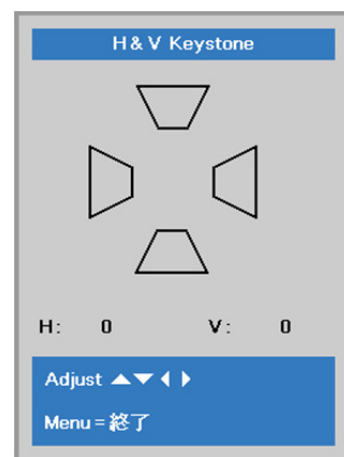 H & V Keystone
H: 0 V: 0
Adjust ▲▼◀▶
Menu = 終了